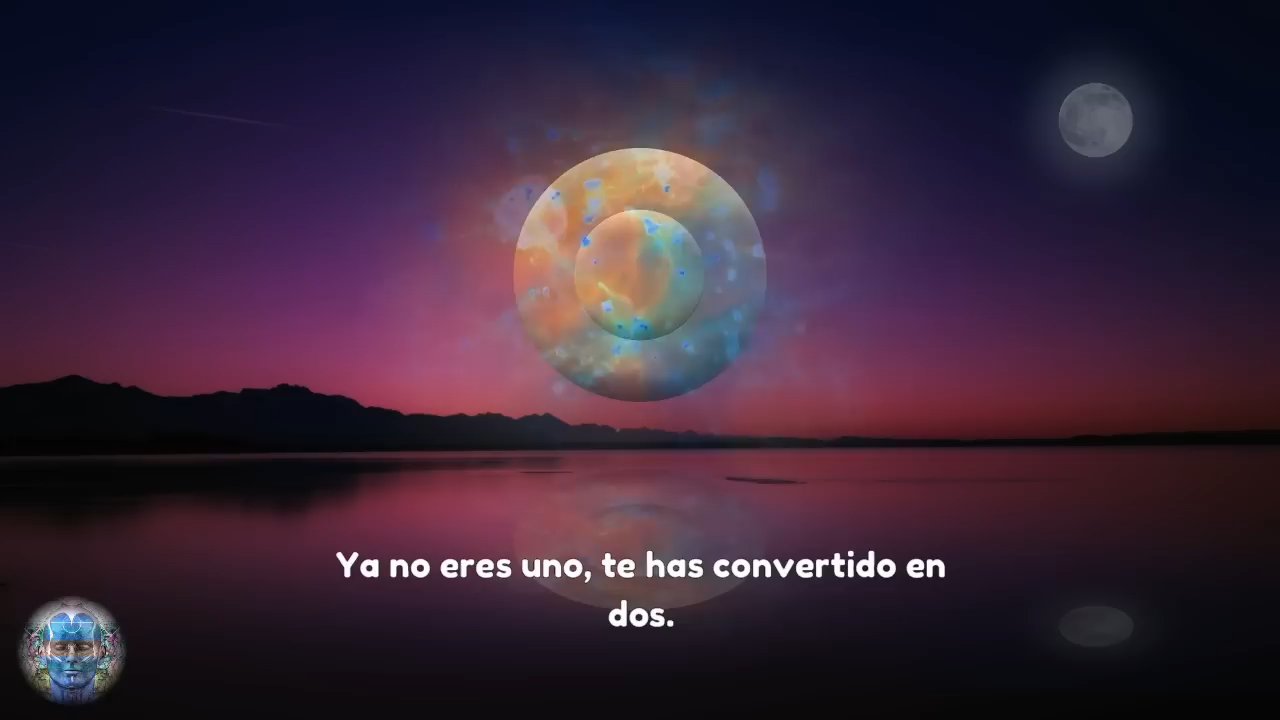 Ya no eres uno, te has convertido en
dos.